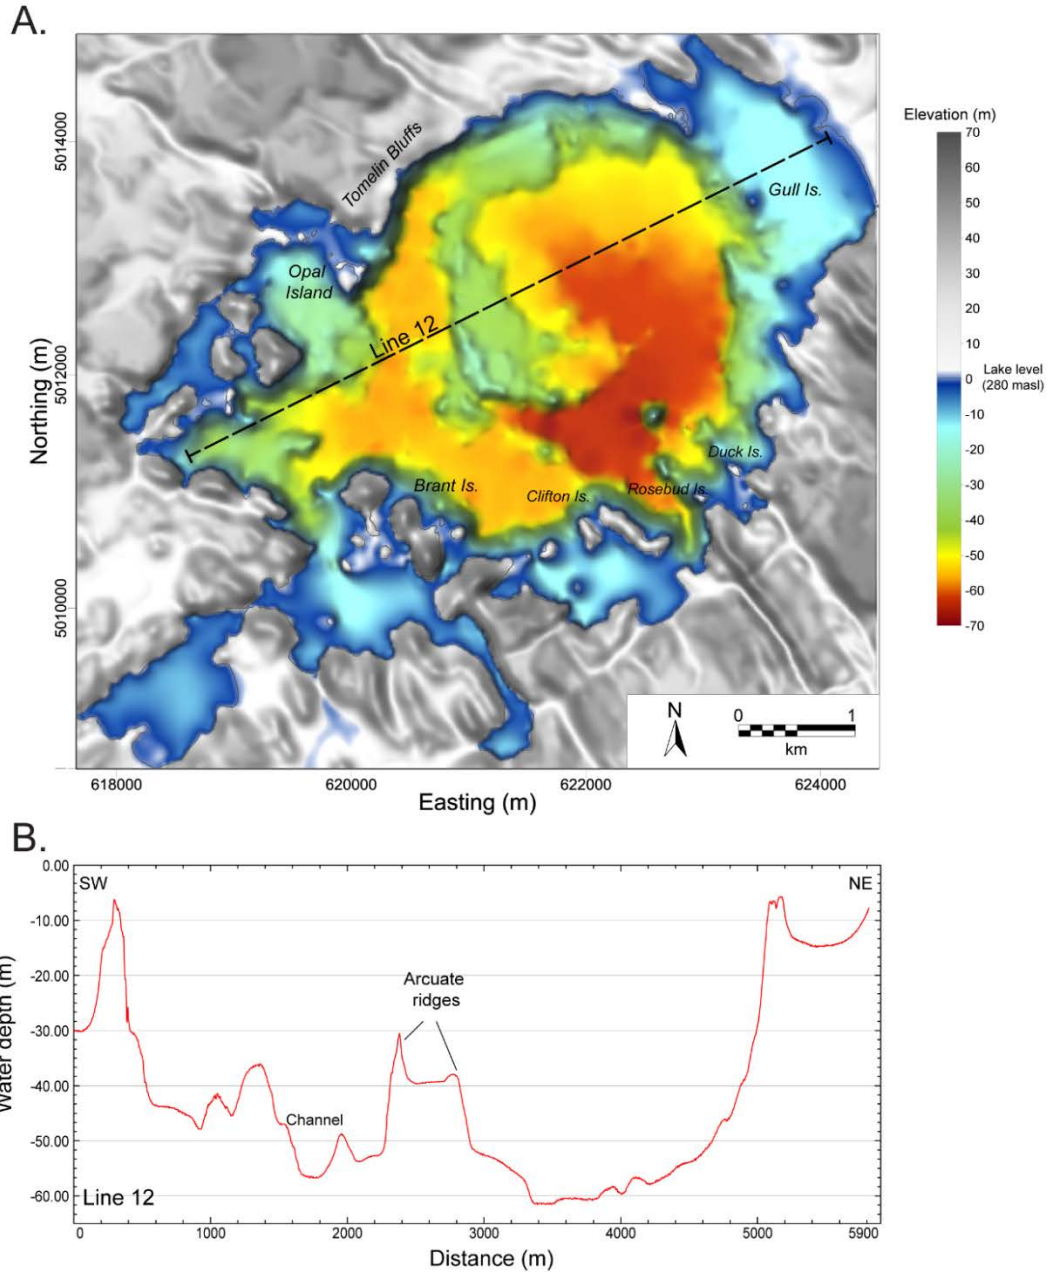 A.
Tomelin Bluffs
Opal
Island
Gull Is.
Line 12
Brant Is.
Clifton Is.
Rosebud Is.
Duck Is.
Northing (m)
5014000
5012000
5010000
618000
620000
622000
624000
Easting (m)
N
0
1
km
Elevation (m)
70
60
50
40
30
20
10
0
Lake level
(280 masl)
-10
-20
-30
-40
-50
-60
-70
B.
SW
NE
0.00
-10.00
-20.00
-30.00
-40.00
-50.00
-60.00
Water depth (m)
Arcuate
ridges
Channel
Line 12
0
1000
2000
3000
4000
5000
5900
Distance (m)